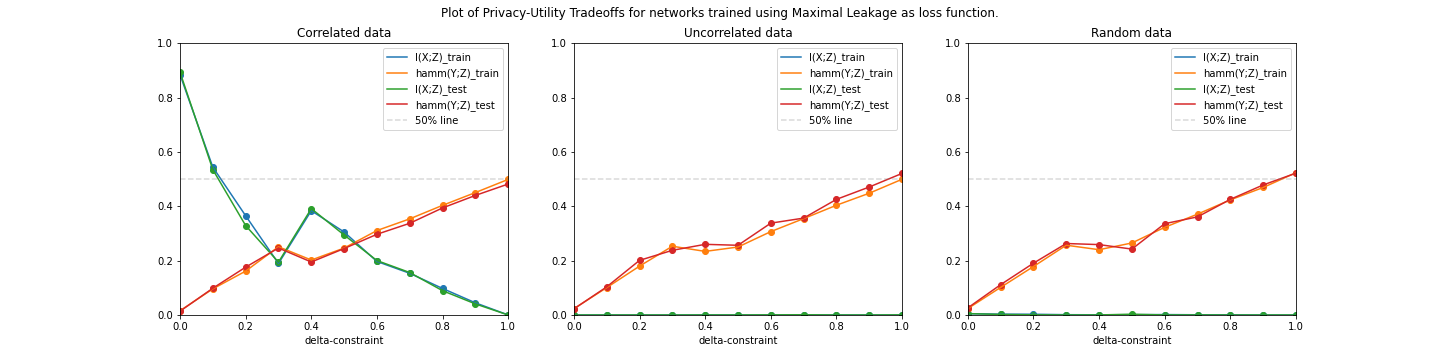 Plot of Privacy-Utility Tradeoffs for networks trained using Maximal Leakage as loss function.
Correlated data
1.0
0.8
0.6
0.4
0.2
0.0
I(X;Z)_train
hamm(Y;Z)_train
I(X;Z)_test
hamm(Y;Z)_test
50% line
0.0 0.2 0.4 0.6 0.8 1.0
delta-constraint
Uncorrelated data
1.0
0.8
0.6
0.4
0.2
0.0
I(X;Z)_train
hamm(Y;Z)_train
I(X;Z)_test
hamm(Y;Z)_test
50% line
0.0 0.2 0.4 0.6 0.8 1.0
delta-constraint
Random data
1.0
0.8
0.6
0.4
0.2
0.0
I(X;Z)_train
hamm(Y;Z)_train
I(X;Z)_test
hamm(Y;Z)_test
50% line
0.0 0.2 0.4 0.6 0.8 1.0
delta-constraint